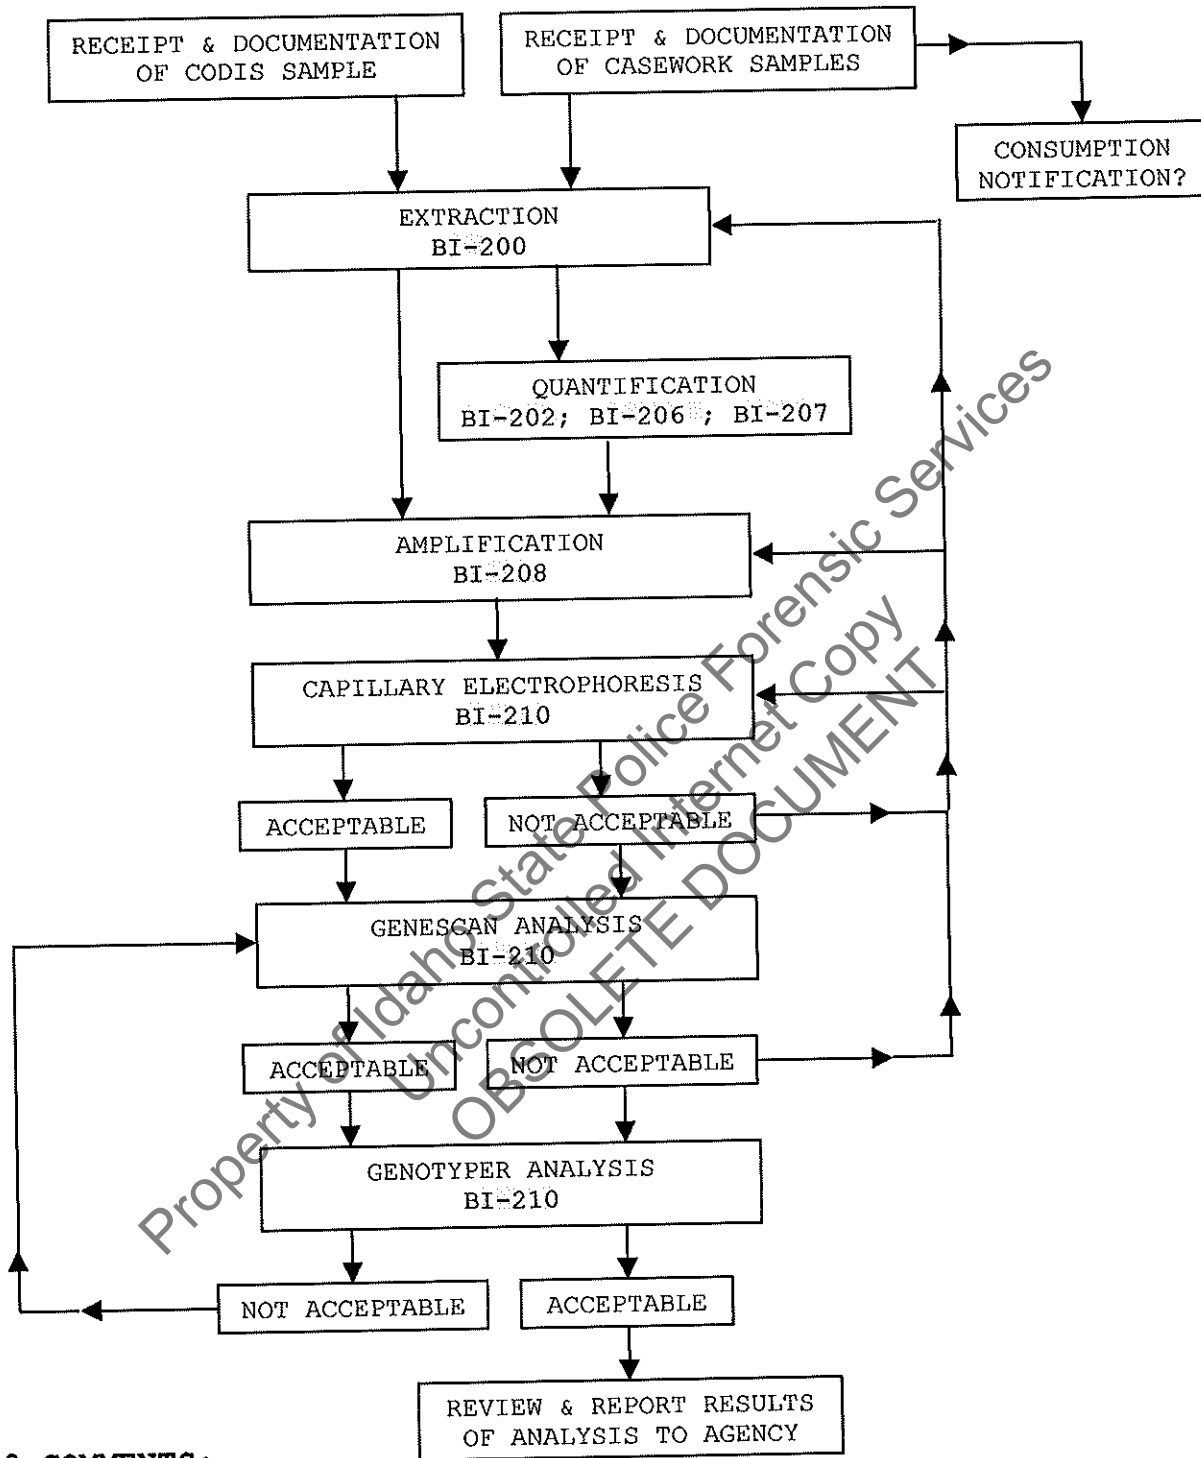 RECEIPT & DOCUMENTATION
OF CODIS SAMPLE
RECEIPT & DOCUMENTATION
OF CASEWORK SAMPLES
CONSUMPTION
NOTIFICATION?
EXTRACTION
BI-200
QUANTIFICATION
BI-202; BI-206 ; BI-207
AMPLIFICATION
BI-208
CAPILLARY ELECTROPHORESIS
BI-210
ACCEPTABLE
NOT ACCEPTABLE
GENESCAN ANALYSIS
BI-210
ACCEPTABLE
NOT ACCEPTABLE
GENOTYPER ANALYSIS
BI-210
NOT ACCEPTABLE
ACCEPTABLE
REVIEW & REPORT RESULTS
OF ANALYSIS TO AGENCY
Property of Idaho State Police Forensic Services
Uncontrolled Internet Copy
OBSOLETE DOCUMENT